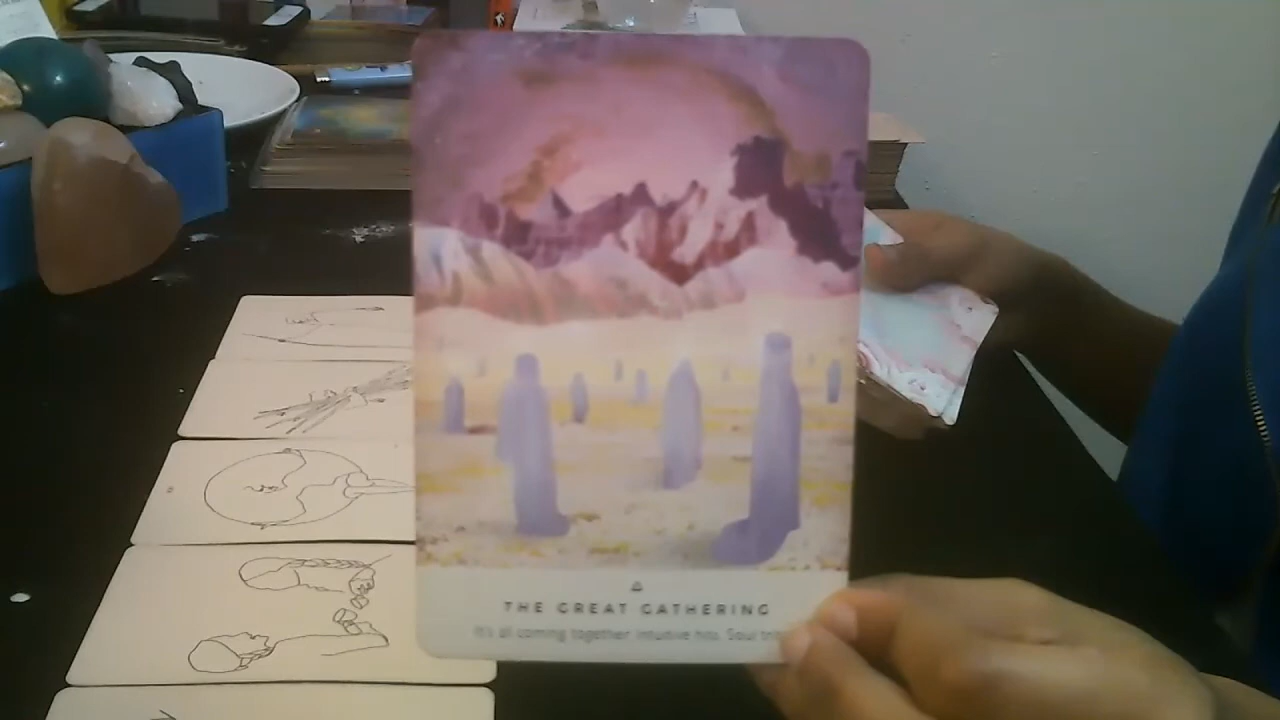 THE GREAT GATHERING
It's all coming together intuitive hits. Soul